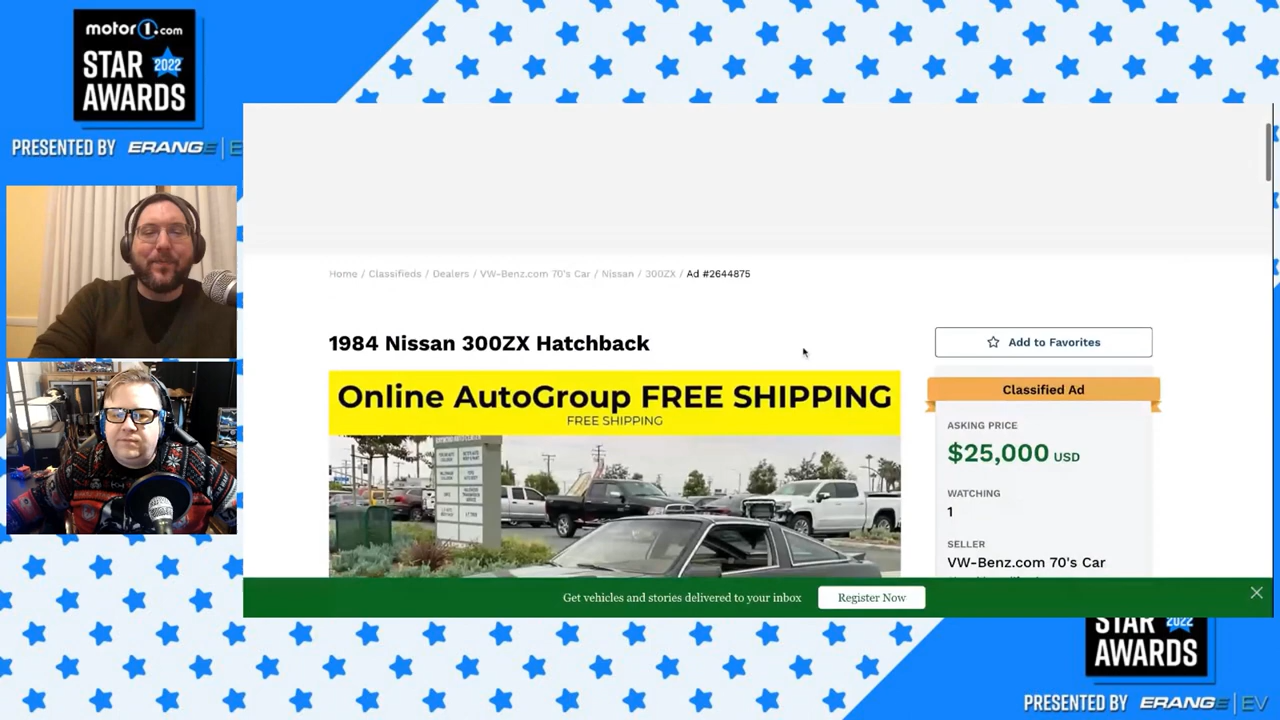 motor1.com
STAR 2022
AWARDS
PRESENTED BY ERANGE | E
Home / Classifieds / Dealers / VW-Benz.com 70's Car / Nissan / 300ZX / Ad #2644875
1984 Nissan 300ZX Hatchback
Add to Favorites
Online AutoGroup FREE SHIPPING
FREE SHIPPING
Classified Ad
ASKING PRICE
$25,000 USD
WATCHING
1
SELLER
VW-Benz.com 70's Car
Get vehicles and stories delivered to your inbox
Register Now
STAR 2022
AWARDS
PRESENTED BY ERANGE | EV